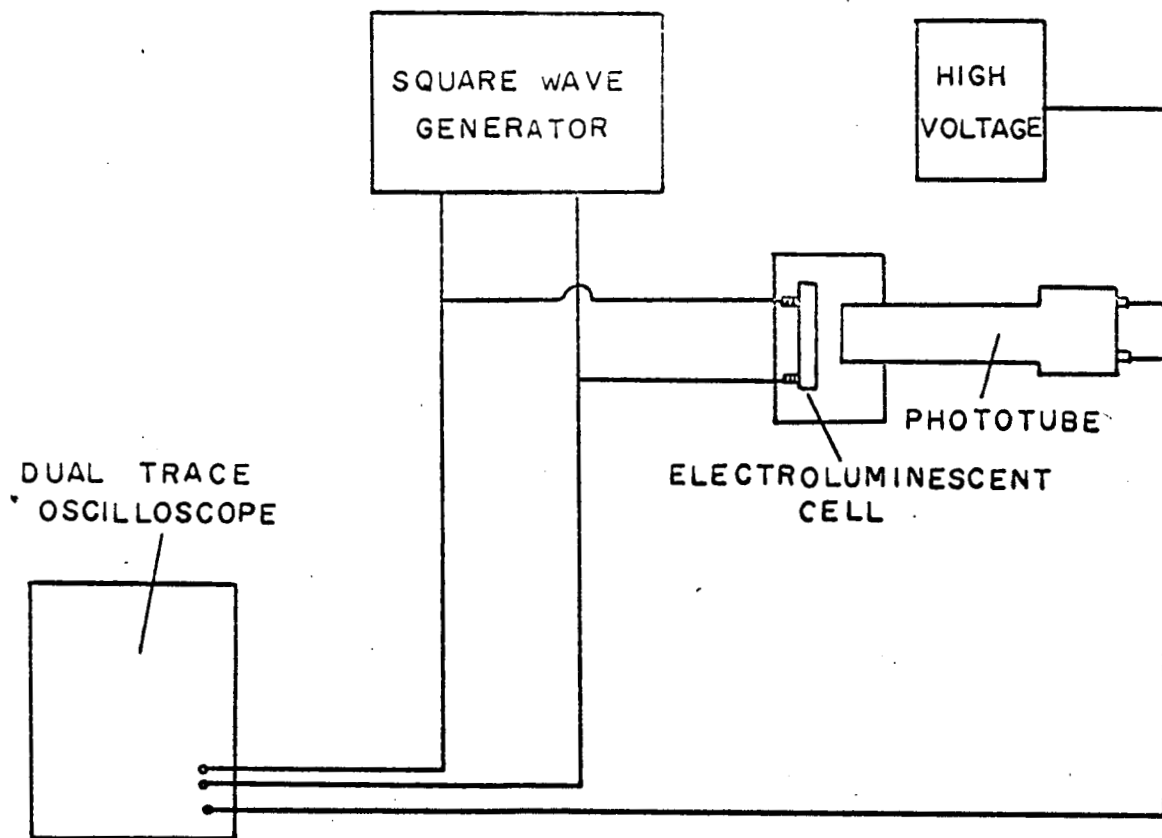 SQUARE WAVE
GENERATOR
HIGH
VOLTAGE
PHOTOTUBE
ELECTROLUMINESCENT
CELL
DUAL TRACE
OSCILLOSCOPE